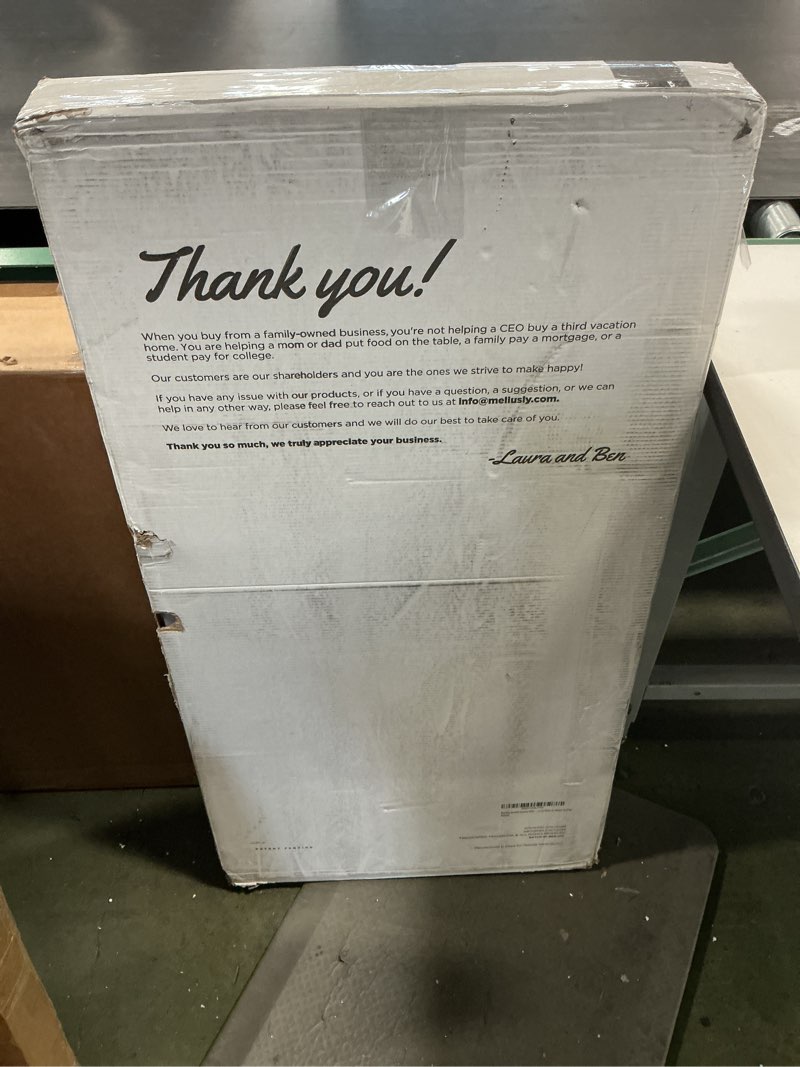 Thank you!
When you buy from a family-owned business, you're not helping a CEO buy a third vacation
home. You are helping a mom or dad put food on the table, a family pay a mortgage, or a
student pay for college.
Our customers are our shareholders and you are the ones we strive to make happy!
If you have any issue with our products, or if you have a question, a suggestion, or we can
help in any other way, please feel free to reach out to us at Info@mellusly.com.
We love to hear from our customers and we will do our best to take care of you.
Thank you so much, we truly appreciate your business.
-Laura and Ben
PATENT PENDING